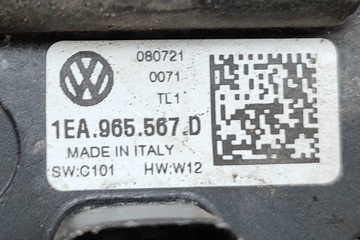 080721
0071
TL1
1EA.965.567.D
MADE IN ITALY
SW:C101 HW:W12